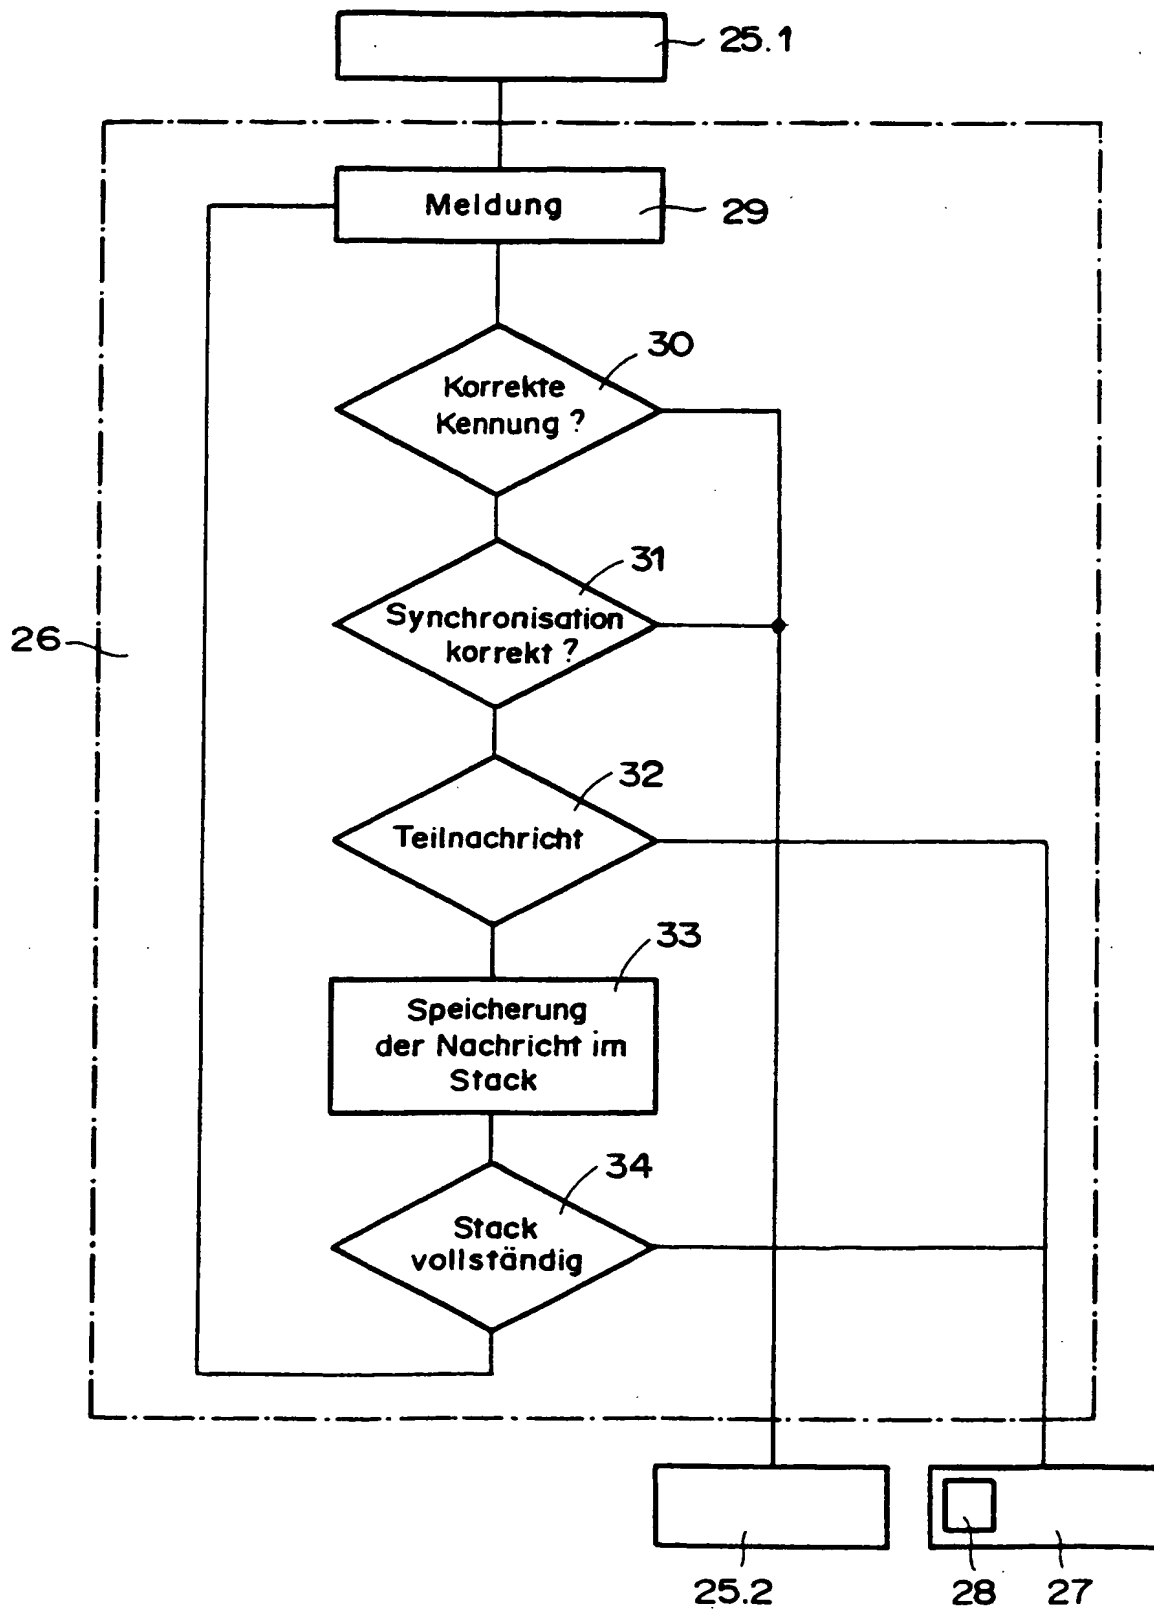 25.1
Meldung
29
30
Korrekte
Kennung ?
31
Synchronisation
korrekt ?
26
32
Teilnachricht
33
Speicherung
der Nachricht im
Stack
34
Stack
vollständig
25.2
28
27